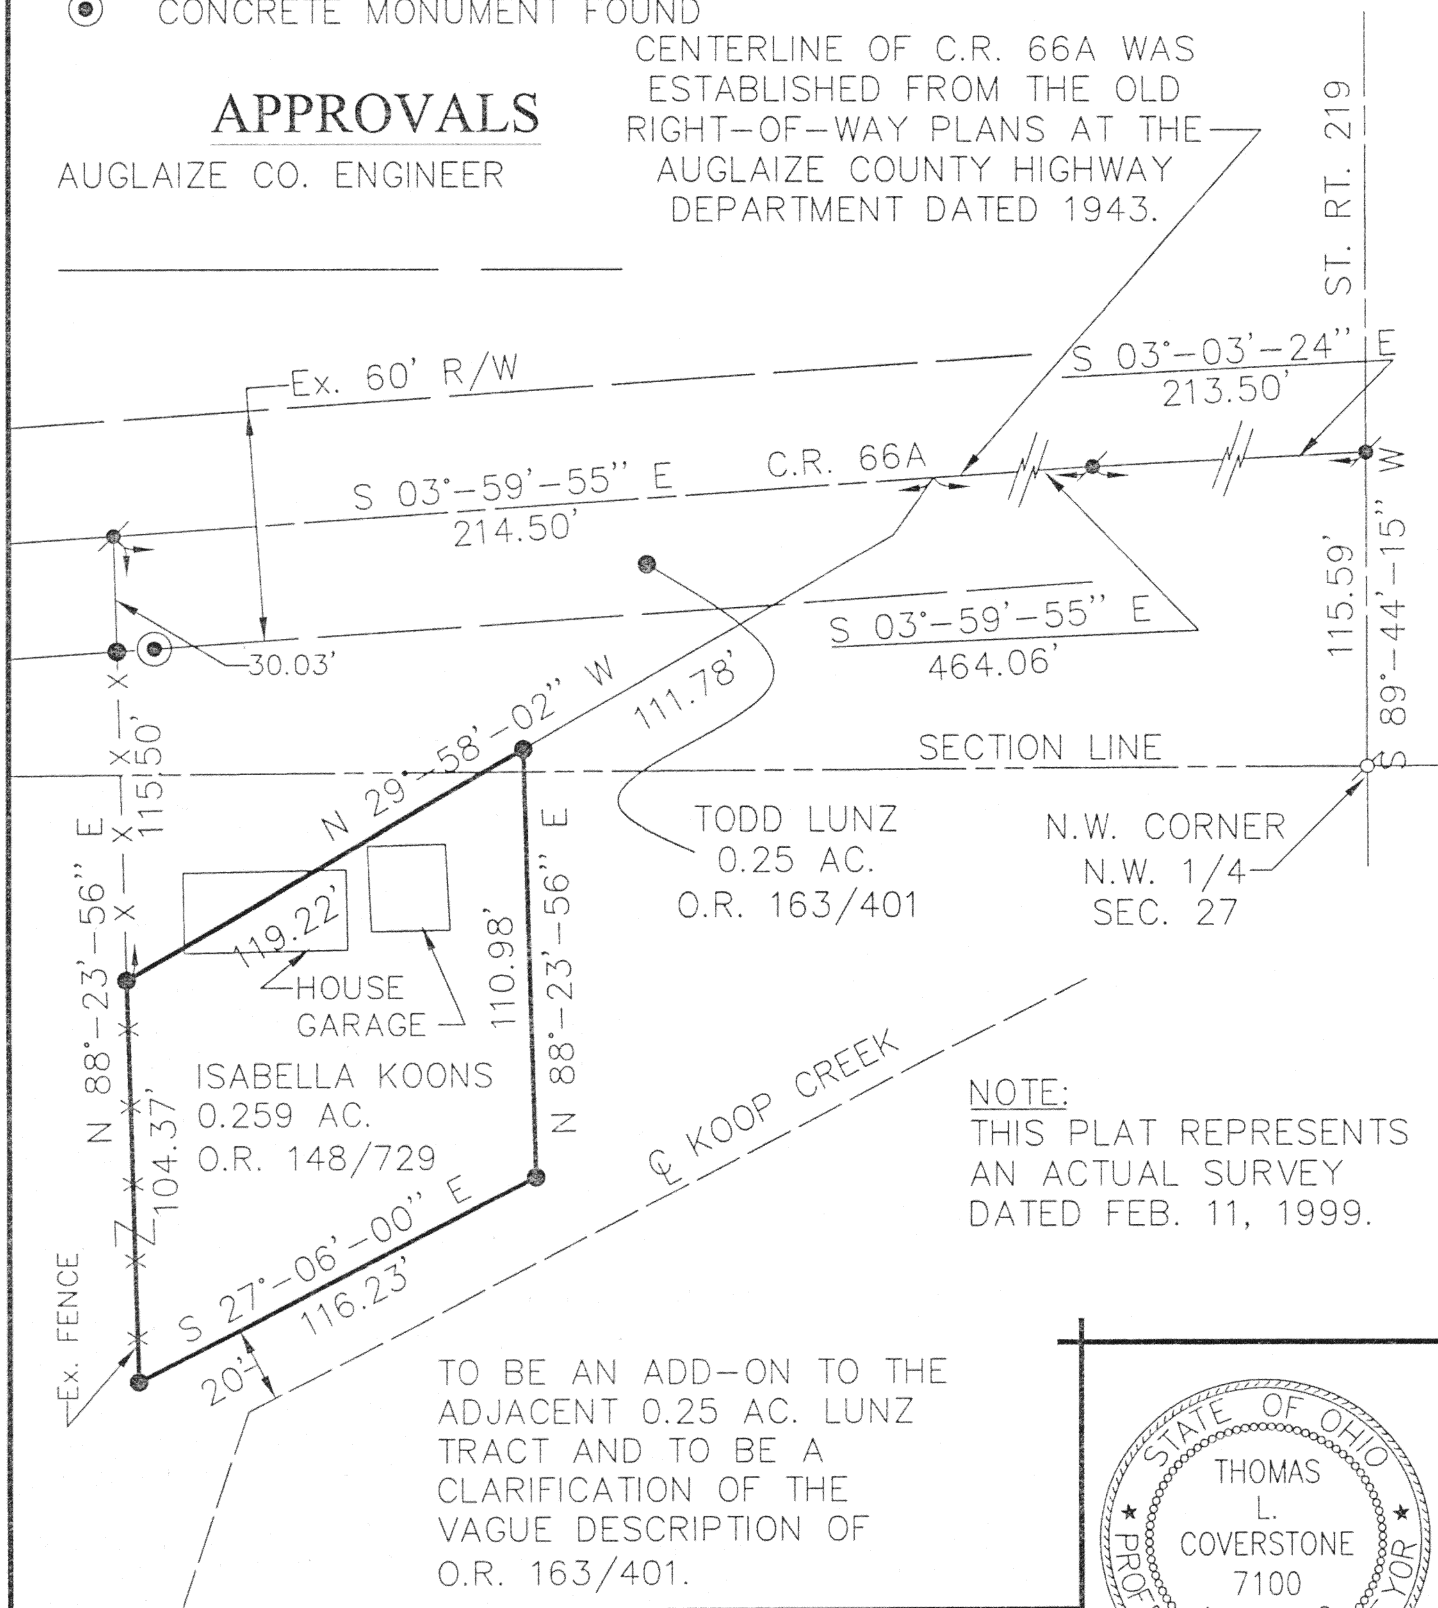 CONCRETE MONUMENT FOUND
CENTERLINE OF C.R. 66A WAS
ESTABLISHED FROM THE OLD
RIGHT-OF-WAY PLANS AT THE
AUGLAIZE COUNTY HIGHWAY
DEPARTMENT DATED 1943.
APPROVALS
AUGLAIZE CO. ENGINEER
ST. RT. 219
Ex. 60' R/W
S 03°-03'-24" E
213.50'
S 03°-59'-55" E
214.50'
C.R. 66A
S 03°-59'-55" E
464.06'
115.59'
S 89°-44'-15" W
30.03'
115.50'
N 88°-23'-56" E
N 29°-58'-02" W
111.78'
119.22'
SECTION LINE
TODD LUNZ
0.25 AC.
O.R. 163/401
N.W. CORNER
N.W. 1/4
SEC. 27
HOUSE
GARAGE
110.98'
N 88°-23'-56" E
ISABELLA KOONS
0.259 AC.
O.R. 148/729
104.37'
℄ KOOP CREEK
S 27°-06'-00" E
116.23'
20'
Ex. FENCE
NOTE:
THIS PLAT REPRESENTS
AN ACTUAL SURVEY
DATED FEB. 11, 1999.
TO BE AN ADD-ON TO THE
ADJACENT 0.25 AC. LUNZ
TRACT AND TO BE A
CLARIFICATION OF THE
VAGUE DESCRIPTION OF
O.R. 163/401.
STATE OF OHIO
THOMAS
L.
COVERSTONE
7100